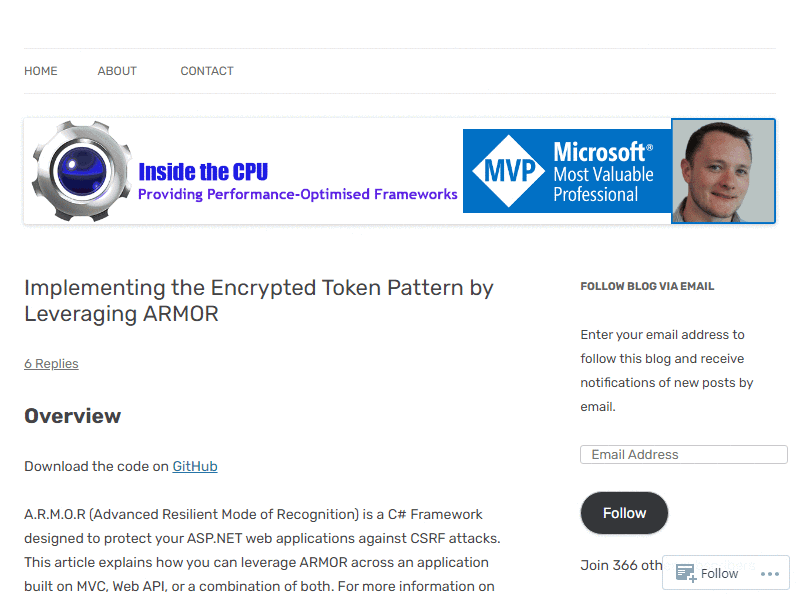 HOME ABOUT CONTACT
Inside the CPU
Providing Performance-Optimised Frameworks
MVP
Microsoft®
Most Valuable
Professional
Implementing the Encrypted Token Pattern by
Leveraging ARMOR
6 Replies
Overview
Download the code on GitHub
A.R.M.O.R (Advanced Resilient Mode of Recognition) is a C# Framework
designed to protect your ASP.NET web applications against CSRF attacks.
This article explains how you can leverage ARMOR across an application
built on MVC, Web API, or a combination of both. For more information on
FOLLOW BLOG VIA EMAIL
Enter your email address to
follow this blog and receive
notifications of new posts by
email.
Email Address
Follow
Join 366
Follow